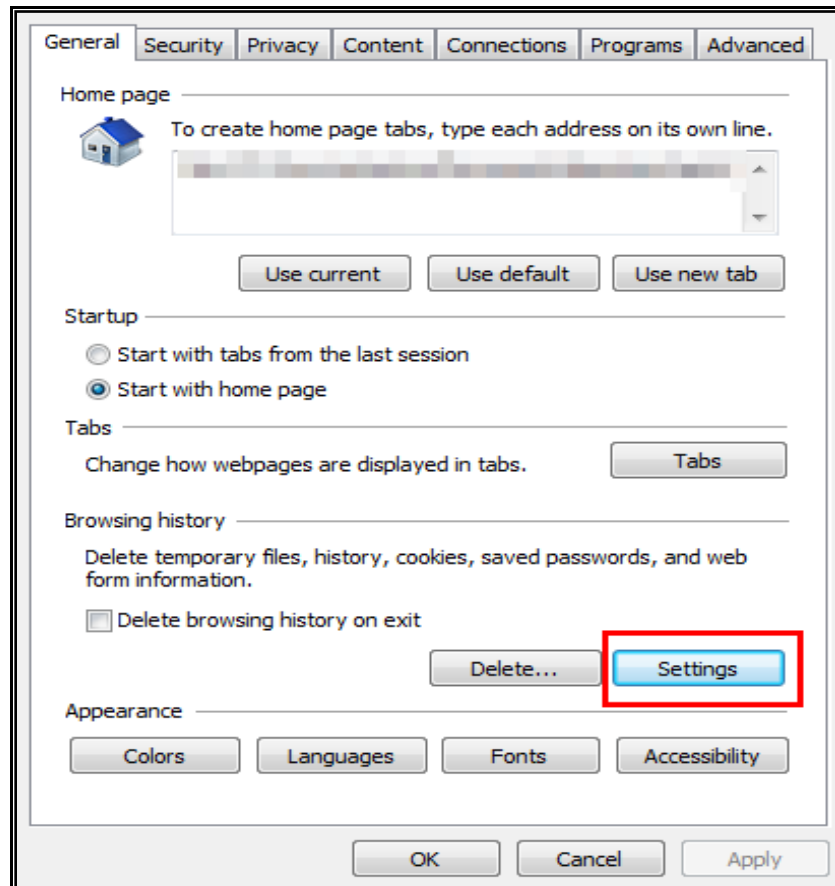 General Security Privacy Content Connections Programs Advanced
Home page
To create home page tabs, type each address on its own line.
Use current Use default Use new tab
Startup
Start with tabs from the last session
Start with home page
Tabs
Change how webpages are displayed in tabs. Tabs
Browsing history
Delete temporary files, history, cookies, saved passwords, and web
form information.
Delete browsing history on exit
Delete... Settings
Appearance
Colors Languages Fonts Accessibility
OK Cancel Apply